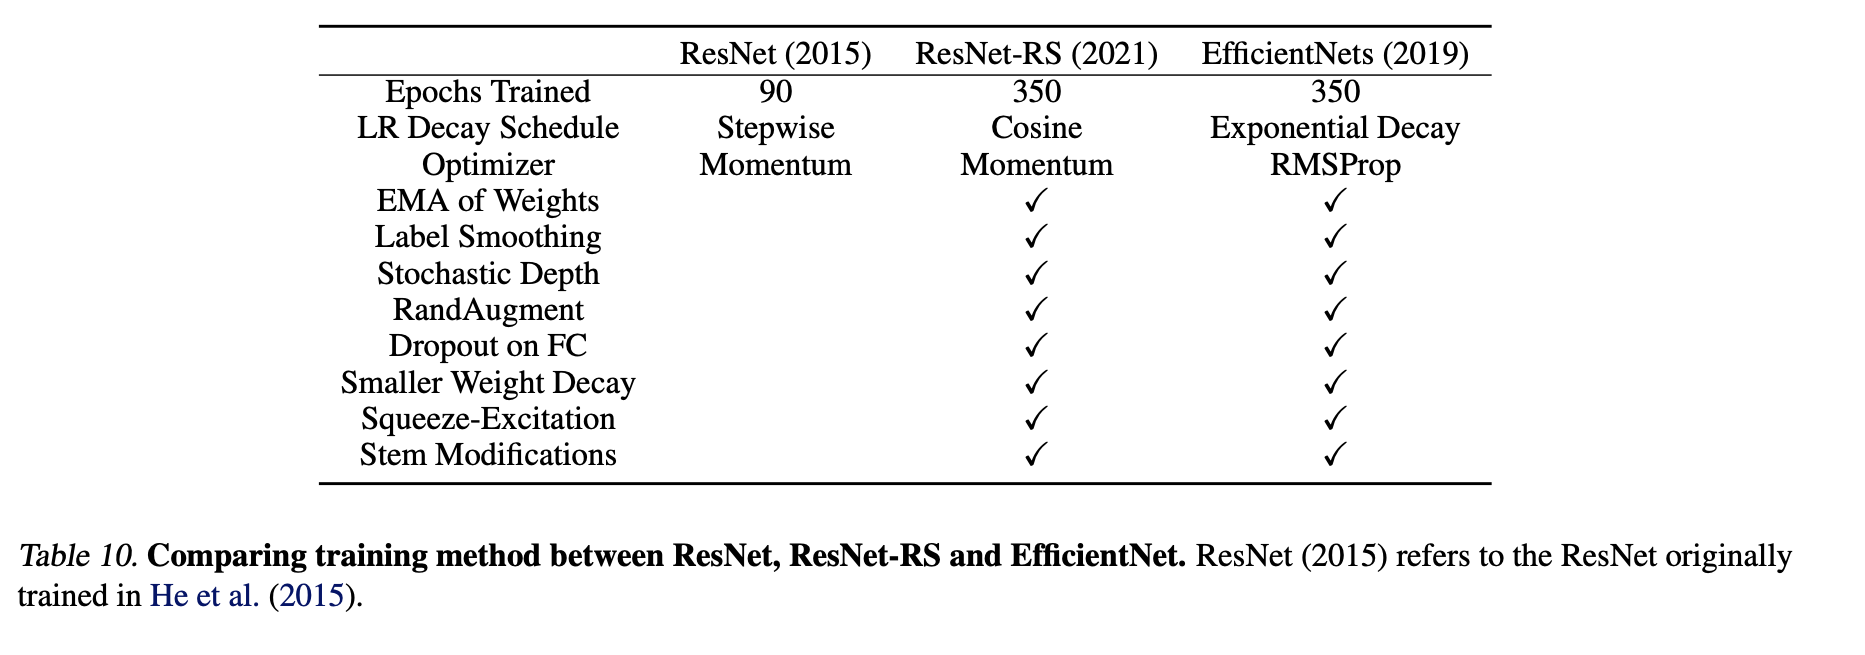 ResNet (2015) ResNet-RS (2021) EfficientNets (2019)
Epochs Trained 90 350 350
LR Decay Schedule Stepwise Cosine Exponential Decay
Optimizer Momentum Momentum RMSProp
EMA of Weights ✓ ✓
Label Smoothing ✓ ✓
Stochastic Depth ✓ ✓
RandAugment ✓ ✓
Dropout on FC ✓ ✓
Smaller Weight Decay ✓ ✓
Squeeze-Excitation ✓ ✓
Stem Modifications ✓ ✓
Table 10. Comparing training method between ResNet, ResNet-RS and EfficientNet. ResNet (2015) refers to the ResNet originally
trained in He et al. (2015).